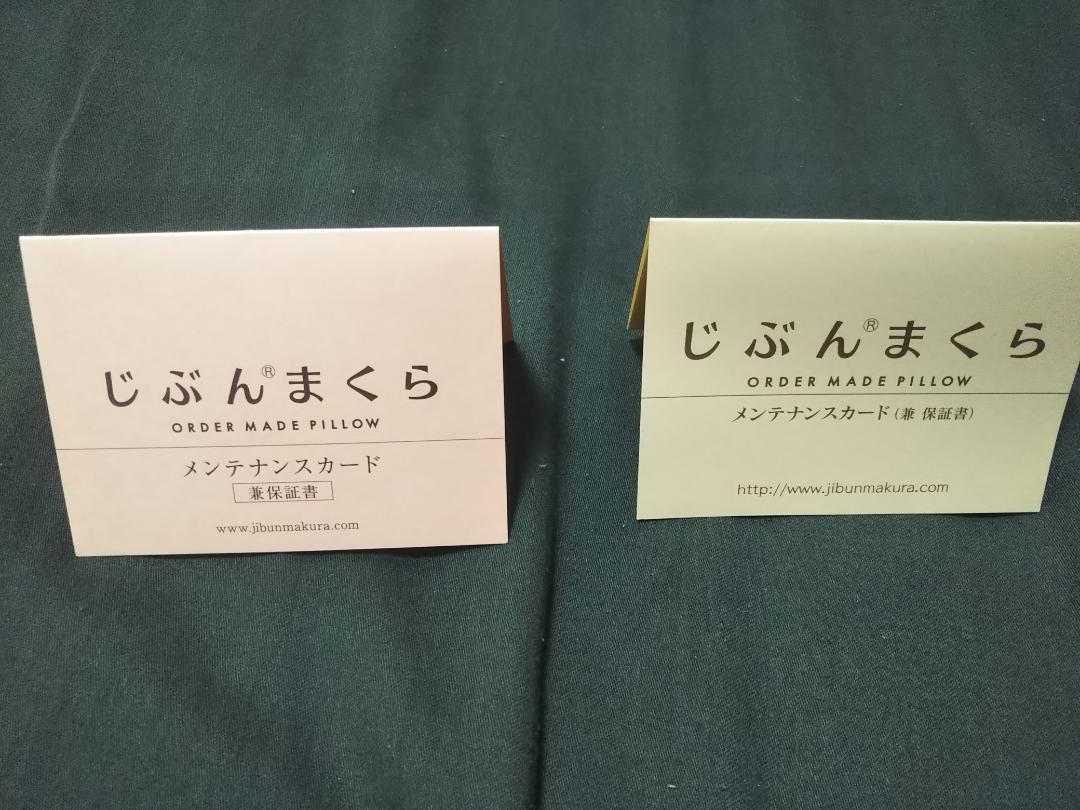 じぶん®まくら
ORDER MADE PILLOW
メンテナンスカード
兼保証書
www.jibunmakura.com
じぶん®まくら
ORDER MADE PILLOW
メンテナンスカード（兼 保証書）
http://www.jibunmakura.com